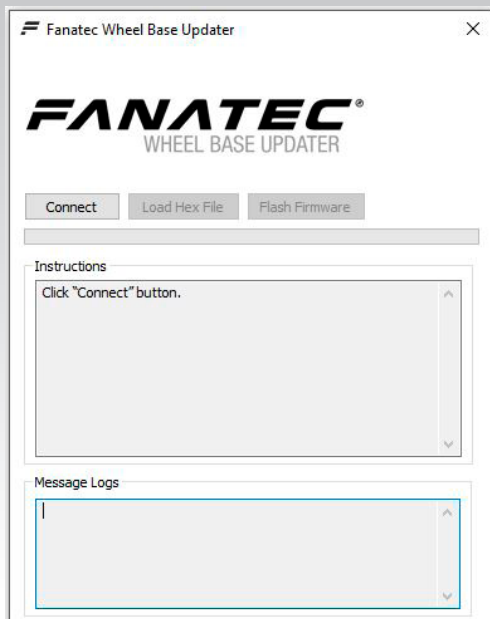 Fanatec Wheel Base Updater
FANATEC®
WHEEL BASE UPDATER
Connect Load Hex File Flash Firmware
Instructions
Click “Connect” button.
Message Logs